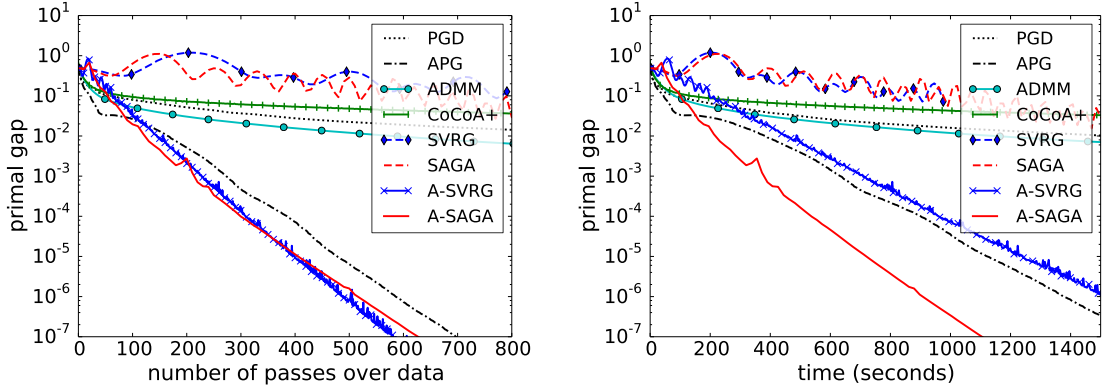 10^1
10^0
10^-1
10^-2
10^-3
10^-4
10^-5
10^-6
10^-7
primal gap
0 100 200 300 400 500 600 700 800
number of passes over data
PGD
APG
ADMM
CoCoA+
SVRG
SAGA
A-SVRG
A-SAGA
10^1
10^0
10^-1
10^-2
10^-3
10^-4
10^-5
10^-6
10^-7
primal gap
0 200 400 600 800 1000 1200 1400
time (seconds)
PGD
APG
ADMM
CoCoA+
SVRG
SAGA
A-SVRG
A-SAGA